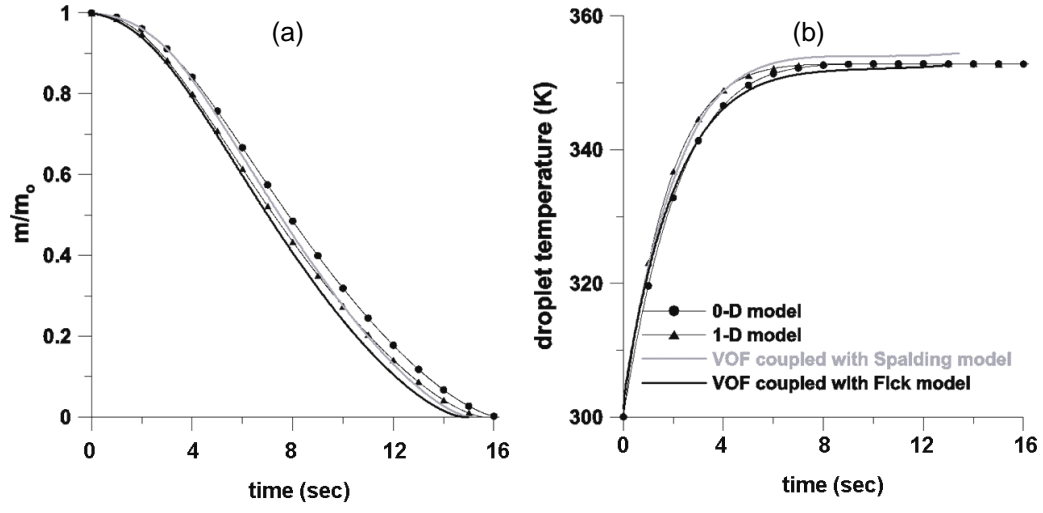 (a)
1
0.8
0.6
0.4
0.2
0
m/mo
0 4 8 12 16
time (sec)
(b)
360
340
320
300
droplet temperature (K)
0-D model
1-D model
VOF coupled with Spalding model
VOF coupled with Fick model
0 4 8 12 16
time (sec)